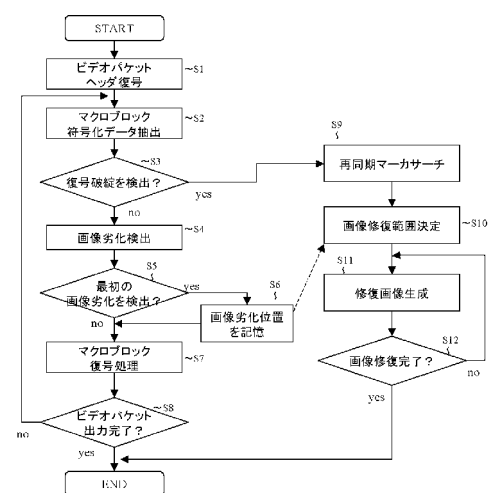 START
ビデオパケット
ヘッダ復号
～S1
マクロブロック
符号化データ抽出
～S2
～S3
復号破綻を検出？
yes
no
画像劣化検出
～S4
S5
最初の
画像劣化を検出？
yes
no
S6
画像劣化位置
を記憶
マクロブロック
復号処理
～S7
～S8
ビデオパケット
出力完了？
no
yes
END
S9
再同期マーカサーチ
画像修復範囲決定
～S10
S11
修復画像生成
S12
画像修復完了？
no
yes